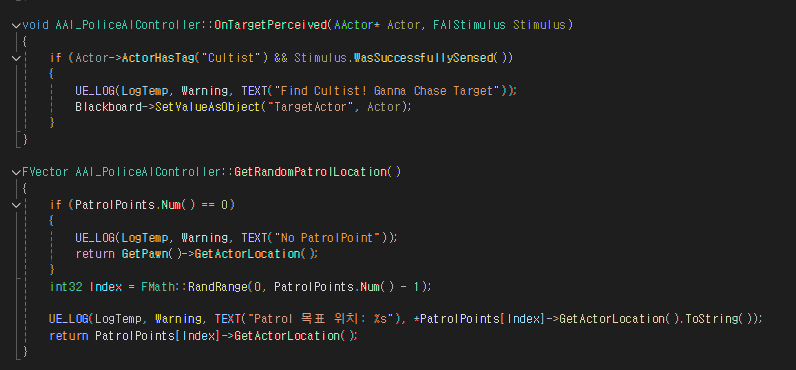 void AAI_PoliceAIController::OnTargetPerceived(AActor* Actor, FAIStimulus Stimulus)
{
    if (Actor->ActorHasTag("Cultist") && Stimulus.WasSuccessfullySensed())
    {
        UE_LOG(LogTemp, Warning, TEXT("Find Cultist! Ganna Chase Target"));
        Blackboard->SetValueAsObject("TargetActor", Actor);
    }
}
FVector AAI_PoliceAIController::GetRandomPatrolLocation()
{
    if (PatrolPoints.Num() == 0)
    {
        UE_LOG(LogTemp, Warning, TEXT("No PatrolPoint"));
        return GetPawn()->GetActorLocation();
    }
    int32 Index = FMath::RandRange(0, PatrolPoints.Num() - 1);
    UE_LOG(LogTemp, Warning, TEXT("Patrol 목표 위치: %s"), *PatrolPoints[Index]->GetActorLocation().ToString());
    return PatrolPoints[Index]->GetActorLocation();
}